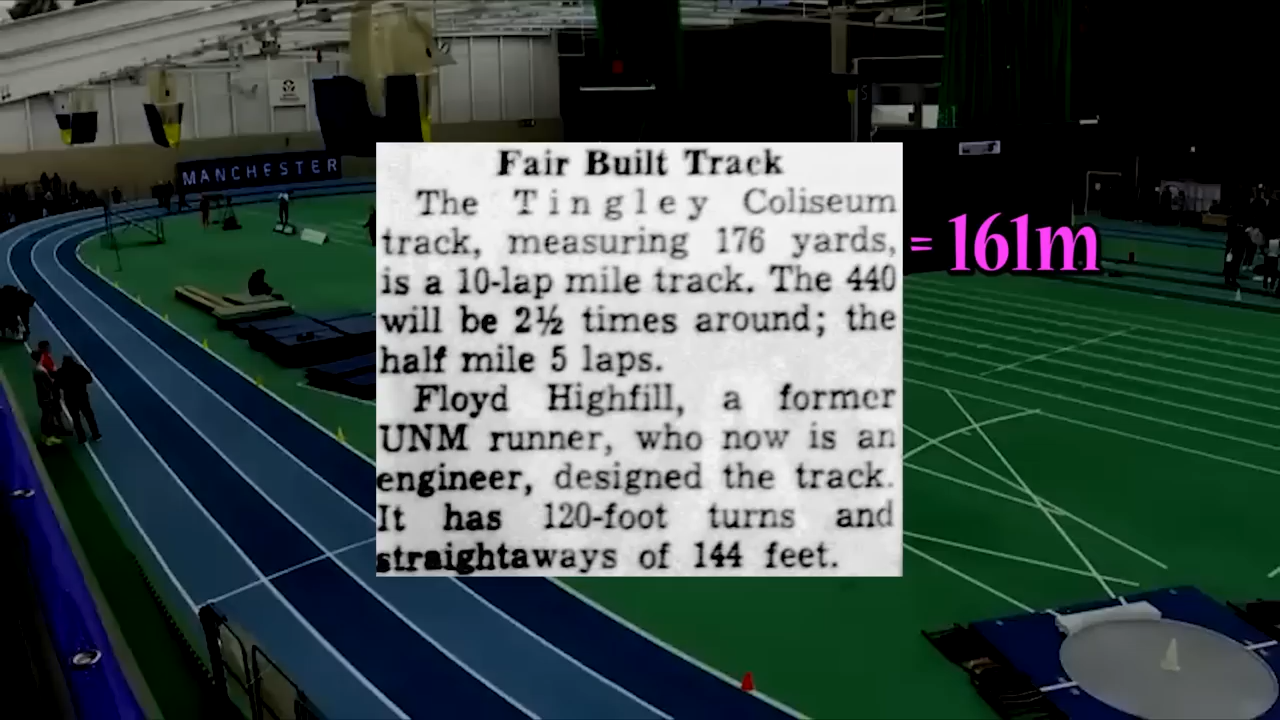 MANCHESTER
Fair Built Track
The Tingley Coliseum
track, measuring 176 yards,
is a 10-lap mile track. The 440
will be 2½ times around; the
half mile 5 laps.
Floyd Highfill, a former
UNM runner, who now is an
engineer, designed the track.
It has 120-foot turns and
straightaways of 144 feet.
= 161m